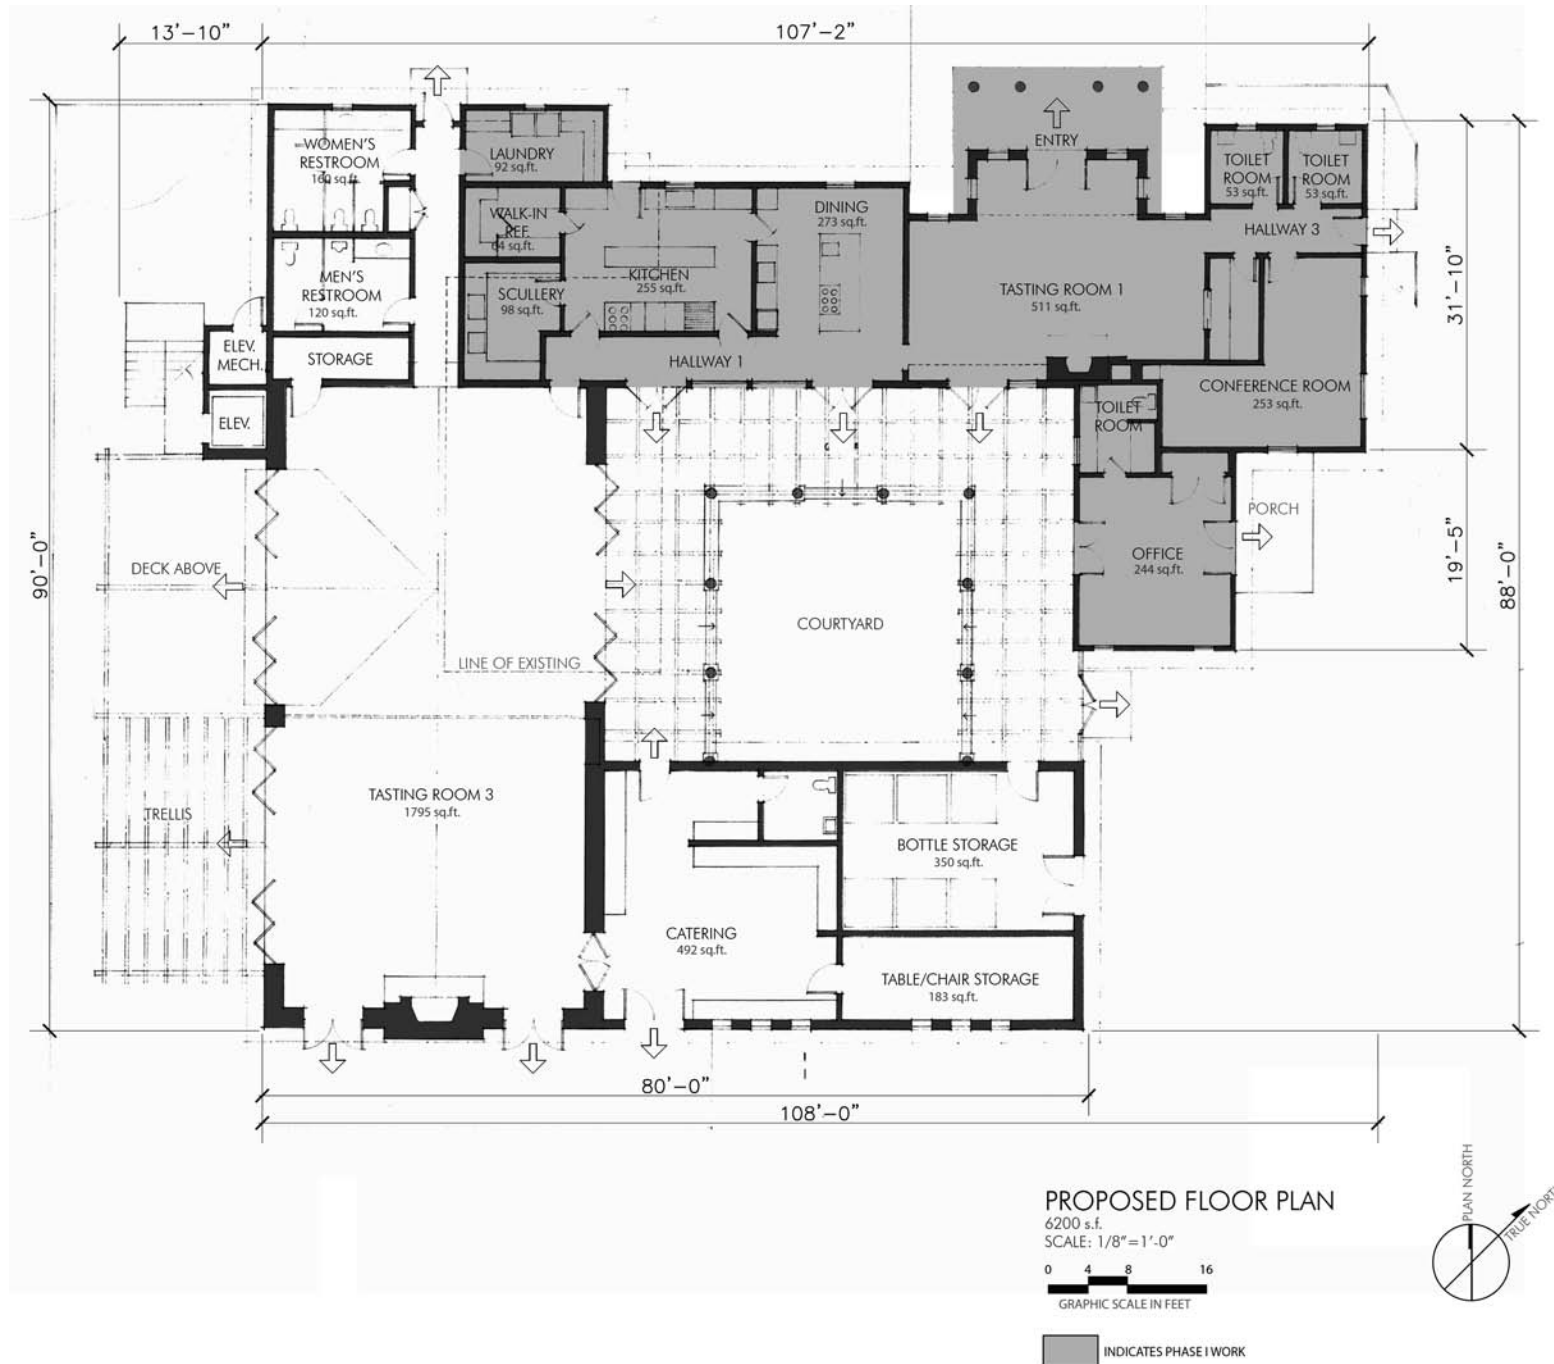 13'-10"
107'-2"
WOMEN'S
RESTROOM
160 sq.ft.
LAUNDRY
92 sq.ft.
ENTRY
TOILET
ROOM
53 sq.ft.
TOILET
ROOM
53 sq.ft.
WALK-IN
REF.
64 sq.ft.
DINING
273 sq.ft.
HALLWAY 3
MEN'S
RESTROOM
120 sq.ft.
SCULLERY
98 sq.ft.
KITCHEN
255 sq.ft.
TASTING ROOM 1
511 sq.ft.
31'-10"
ELEV.
MECH.
STORAGE
HALLWAY 1
CONFERENCE ROOM
253 sq.ft.
ELEV.
TOILET
ROOM
PORCH
90'-0"
DECK ABOVE
OFFICE
244 sq.ft.
19'-5"
88'-0"
COURTYARD
LINE OF EXISTING
TASTING ROOM 3
1795 sq.ft.
TRELLIS
BOTTLE STORAGE
350 sq.ft.
CATERING
492 sq.ft.
TABLE/CHAIR STORAGE
183 sq.ft.
80'-0"
108'-0"
PROPOSED FLOOR PLAN
6200 s.f.
SCALE: 1/8"=1'-0"
0 4 8 16
GRAPHIC SCALE IN FEET
PLAN NORTH
TRUE NORTH
INDICATES PHASE I WORK